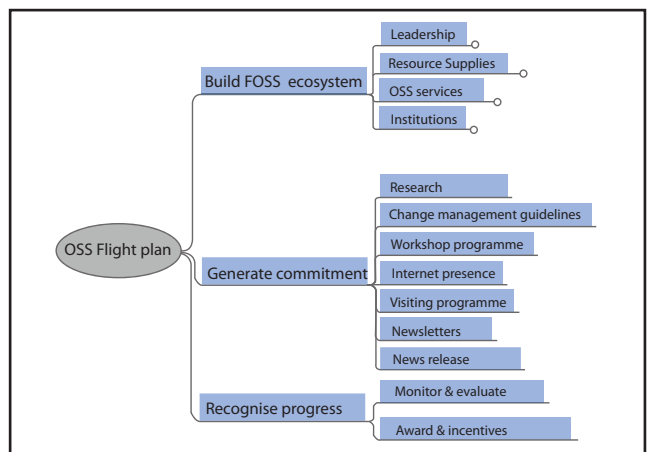 OSS Flight plan
Build FOSS ecosystem
Leadership
Resource Supplies
OSS services
Institutions
Generate commitment
Research
Change management guidelines
Workshop programme
Internet presence
Visiting programme
Newsletters
News release
Recognise progress
Monitor & evaluate
Award & incentives